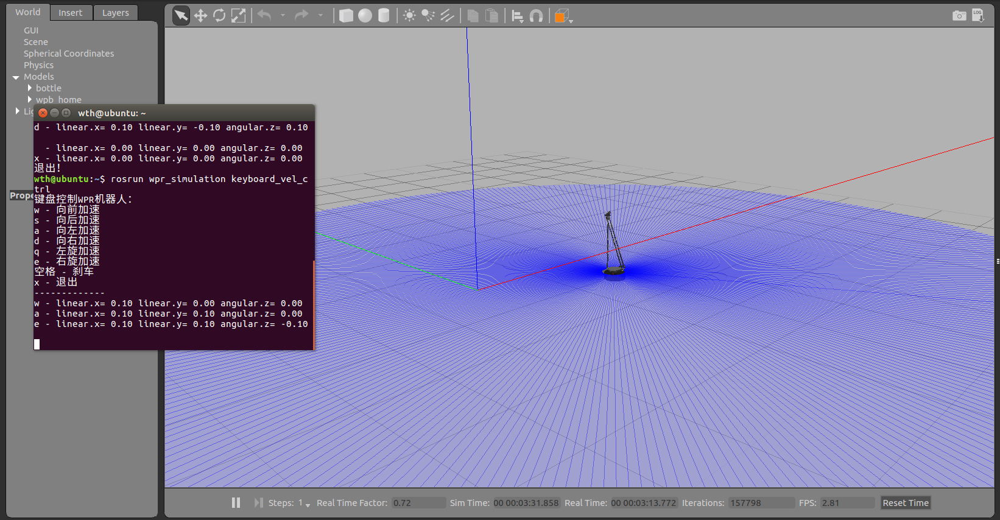 World Insert Layers
GUI
Scene
Spherical Coordinates
Physics
Models
bottle
wpb_home
Lig
wth@ubuntu: ~
d - linear.x= 0.10 linear.y= -0.10 angular.z= 0.10
- linear.x= 0.00 linear.y= 0.00 angular.z= 0.00
x - linear.x= 0.00 linear.y= 0.00 angular.z= 0.00
退出！
wth@ubuntu:~$ rosrun wpr_simulation keyboard_vel_c
trl
键盘控制WPR机器人：
w - 向前加速
s - 向后加速
a - 向左加速
d - 向右加速
q - 左旋加速
e - 右旋加速
空格 - 刹车
x - 退出
-------------
w - linear.x= 0.10 linear.y= 0.00 angular.z= 0.00
a - linear.x= 0.10 linear.y= 0.10 angular.z= 0.00
e - linear.x= 0.10 linear.y= 0.10 angular.z= -0.10
Prope
LOG
Steps: 1 Real Time Factor: 0.72 Sim Time: 00 00:03:31.858 Real Time: 00 00:03:13.772 Iterations: 157798 FPS: 2.81 Reset Time